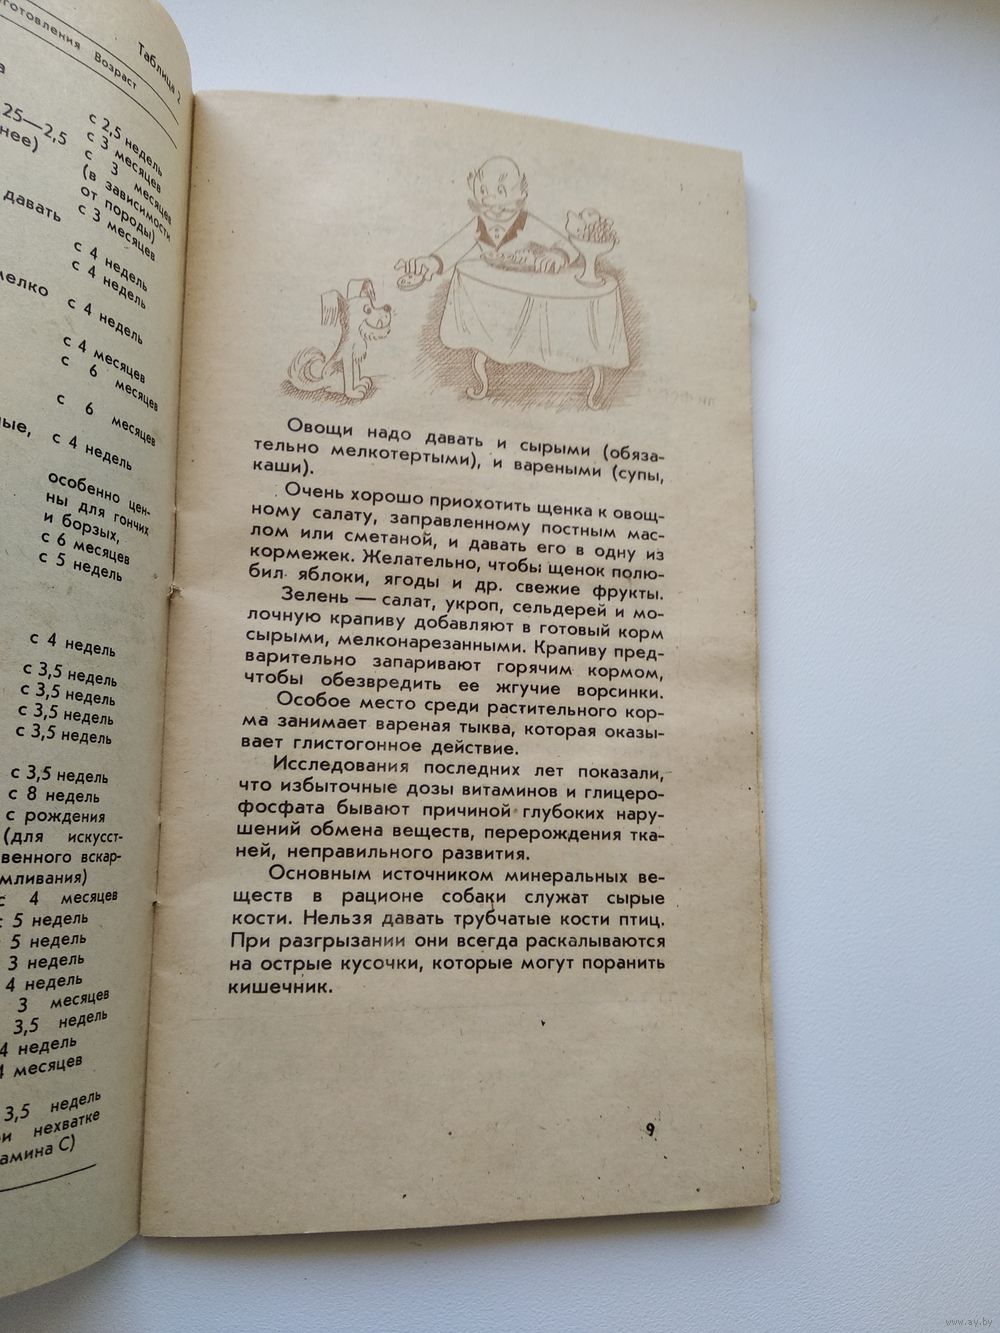 Таблица 2
Возраст
25—2,5
с 2,5 недель
нее)
с 3 месяцев
с 3 месяцев
(в зависимости
от породы)
давать
с 3 месяцев
с 4 недель
с 4 недель
мелко
с 4 недель
с 4 месяцев
с 6 месяцев
с 6 месяцев
с 4 недель
особенно цен-
ны для гончих
и борзых,
с 6 месяцев
с 5 недель
с 4 недель
с 3,5 недель
с 3,5 недель
с 3,5 недель
с 3,5 недель
с 3,5 недель
с 8 недель
с рождения
(для искусст-
венного вскар-
мливания)
с 4 месяцев
с 5 недель
5 недель
3 недель
4 недель
3 месяцев
3,5 недель
4 недель
4 месяцев
3,5 недель
нехватке
амина С)
Овощи надо давать и сырыми (обяза-
тельно мелкотертыми), и вареными (супы,
каши).
Очень хорошо приохотить щенка к овощ-
ному салату, заправленному постным мас-
лом или сметаной, и давать его в одну из
кормежек. Желательно, чтобы щенок полю-
бил яблоки, ягоды и др. свежие фрукты.
Зелень — салат, укроп, сельдерей и мо-
лочную крапиву добавляют в готовый корм
сырыми, мелконарезанными. Крапиву пред-
варительно запаривают горячим кормом,
чтобы обезвредить ее жгучие ворсинки.
Особое место среди растительного кор-
ма занимает вареная тыква, которая оказы-
вает глистогонное действие.
Исследования последних лет показали,
что избыточные дозы витаминов и глицеро-
фосфата бывают причиной глубоких нару-
шений обмена веществ, перерождения тка-
ней, неправильного развития.
Основным источником минеральных ве-
ществ в рационе собаки служат сырые
кости. Нельзя давать трубчатые кости птиц.
При разгрызании они всегда раскалываются
на острые кусочки, которые могут поранить
кишечник.
9
www.ay.by